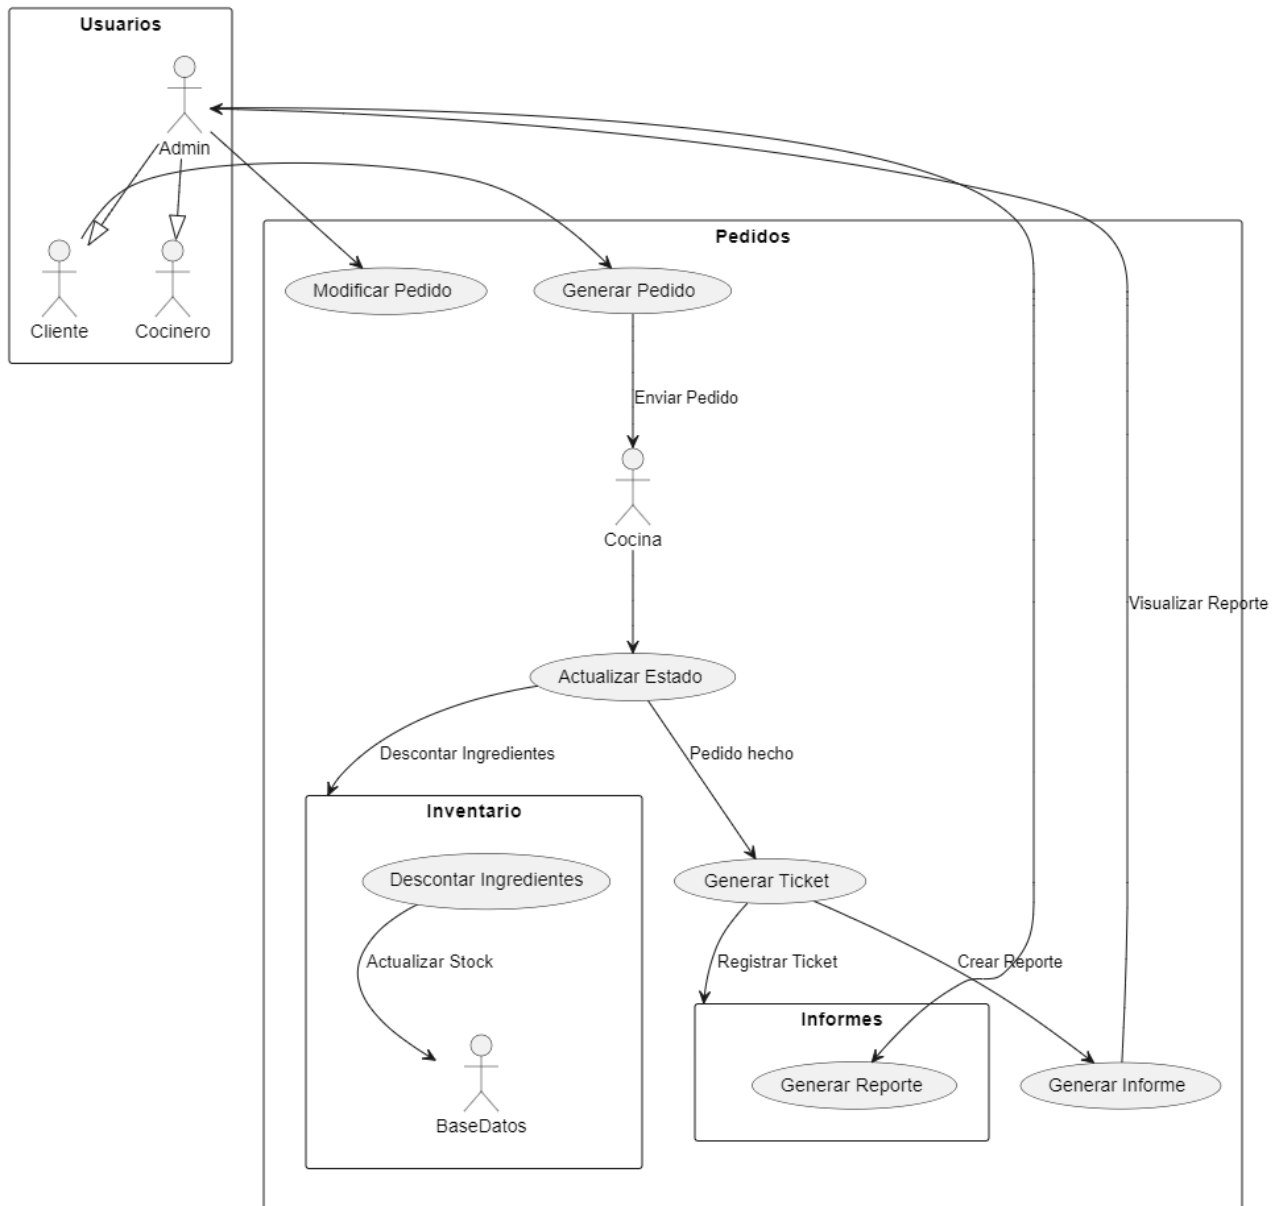 Usuarios
Admin
Cliente
Cocinero
Pedidos
Modificar Pedido
Generar Pedido
Enviar Pedido
Cocina
Visualizar Reporte
Actualizar Estado
Descontar Ingredientes
Pedido hecho
Inventario
Descontar Ingredientes
Generar Ticket
Actualizar Stock
Registrar Ticket
Crear Reporte
Informes
Generar Reporte
Generar Informe
BaseDatos